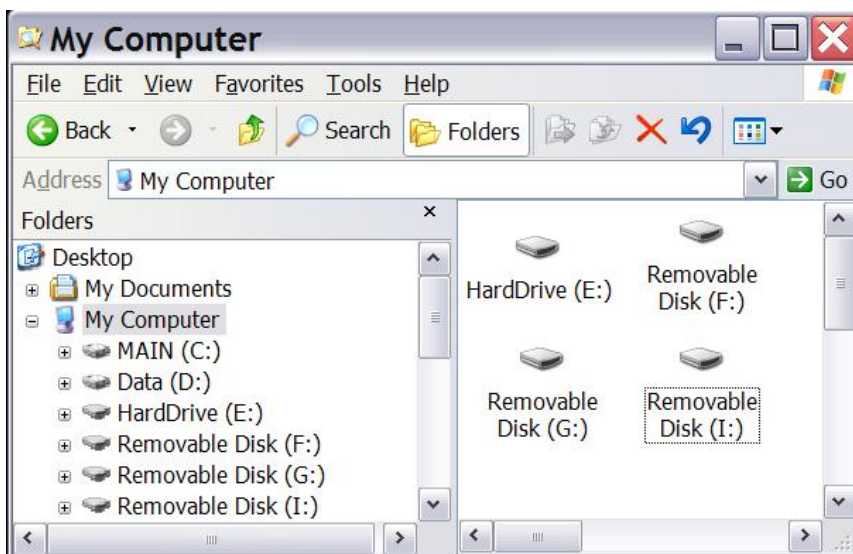 My Computer
File Edit View Favorites Tools Help
Back Search Folders
Address My Computer Go
Folders
Desktop
My Documents
My Computer
MAIN (C:)
Data (D:)
HardDrive (E:)
Removable Disk (F:)
Removable Disk (G:)
Removable Disk (I:)
HardDrive (E:)
Removable
Disk (F:)
Removable
Disk (G:)
Removable
Disk (I:)